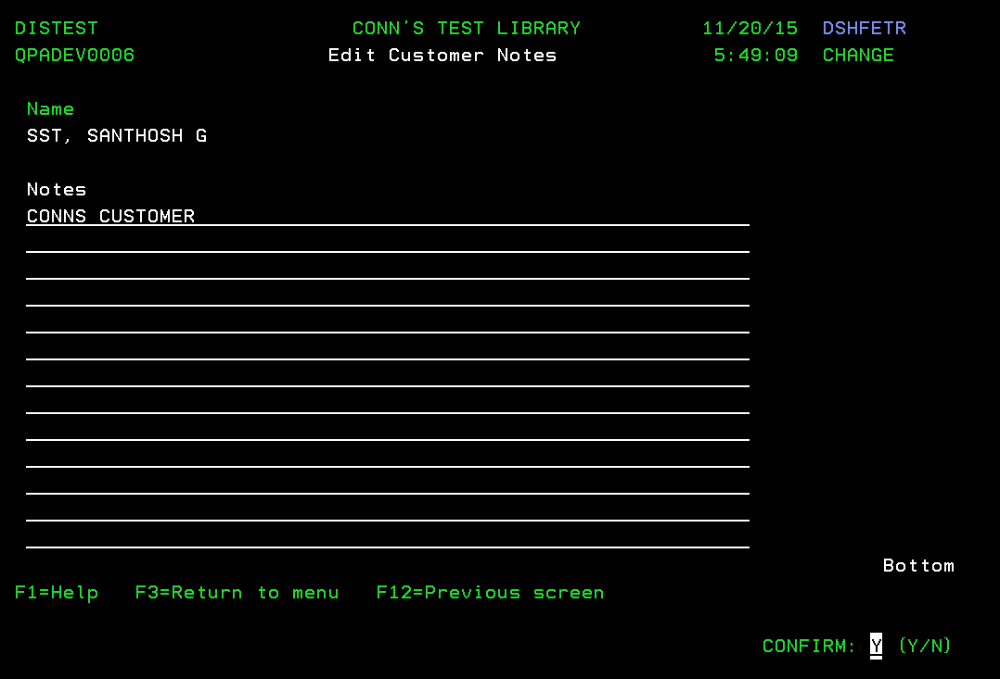 DISTEST CONN'S TEST LIBRARY 11/20/15 DSHFETR
QPADEV0006 Edit Customer Notes 5:49:09 CHANGE
Name
SST, SANTHOSH G
Notes
CONNS CUSTOMER
Bottom
F1=Help F3=Return to menu F12=Previous screen
CONFIRM: Y (Y/N)